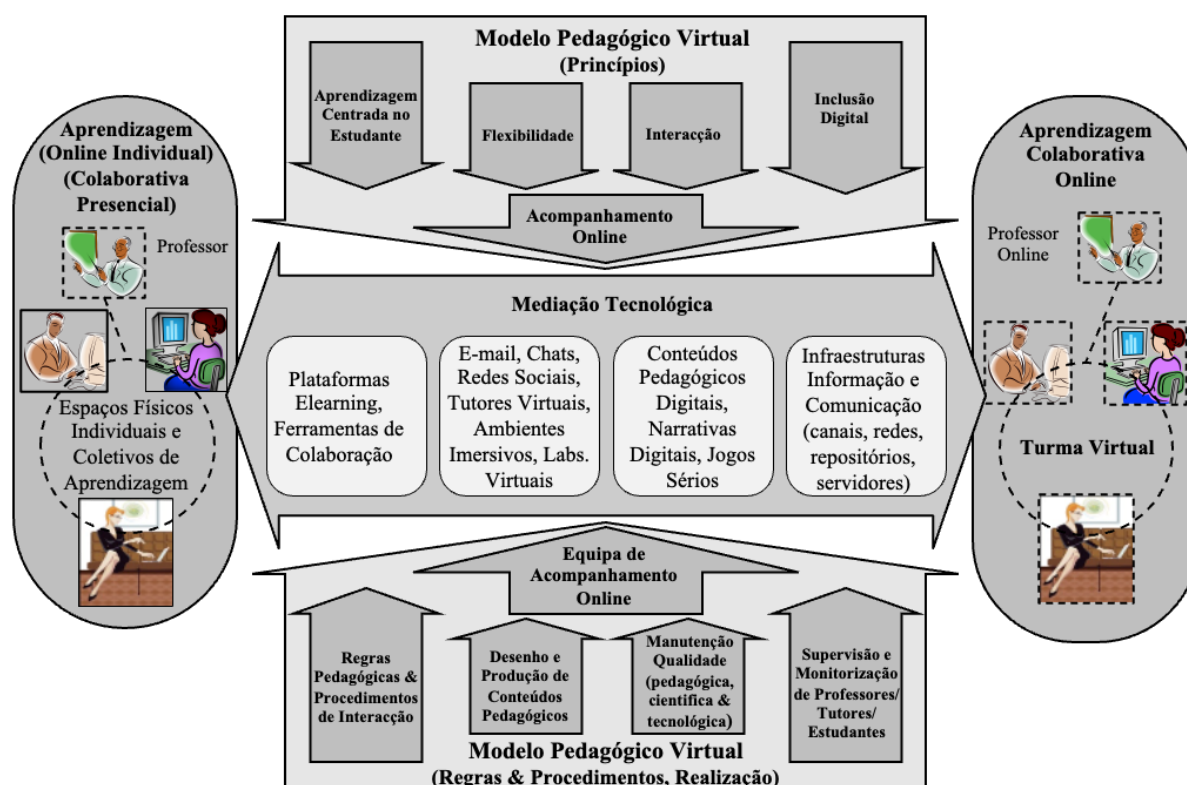 Modelo Pedagógico Virtual
(Princípios)
Aprendizagem
Centrada no
Estudante
Flexibilidade
Interacção
Inclusão
Digital
Acompanhamento
Online
Aprendizagem
(Online Individual)
(Colaborativa
Presencial)
Professor
Espaços Físicos
Individuais e
Coletivos de
Aprendizagem
Mediação Tecnológica
Plataformas
Elearning,
Ferramentas de
Colaboração
E-mail, Chats,
Redes Sociais,
Tutores Virtuais,
Ambientes
Imersivos, Labs.
Virtuais
Conteúdos
Pedagógicos
Digitais,
Narrativas
Digitais, Jogos
Sérios
Infraestruturas
Informação e
Comunicação
(canais, redes,
repositórios,
servidores)
Aprendizagem
Colaborativa
Online
Professor
Online
Turma Virtual
Equipa de
Acompanhamento
Online
Regras
Pedagógicas &
Procedimentos
de Interacção
Desenho e
Produção de
Conteúdos
Pedagógicos
Manutenção
Qualidade
(pedagógica,
cientifica &
tecnológica)
Supervisão e
Monitorização
de Professores/
Tutores/
Estudantes
Modelo Pedagógico Virtual
(Regras & Procedimentos, Realização)